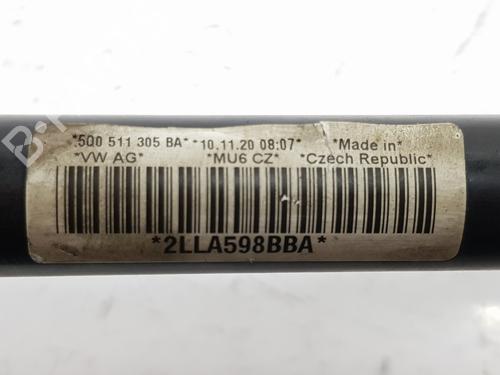 *5Q0 511 305 BA* *10.11.20 08:07* *Made in*
*VW AG* *MU6 CZ* *Czech Republic*
*2LLA598BBA*